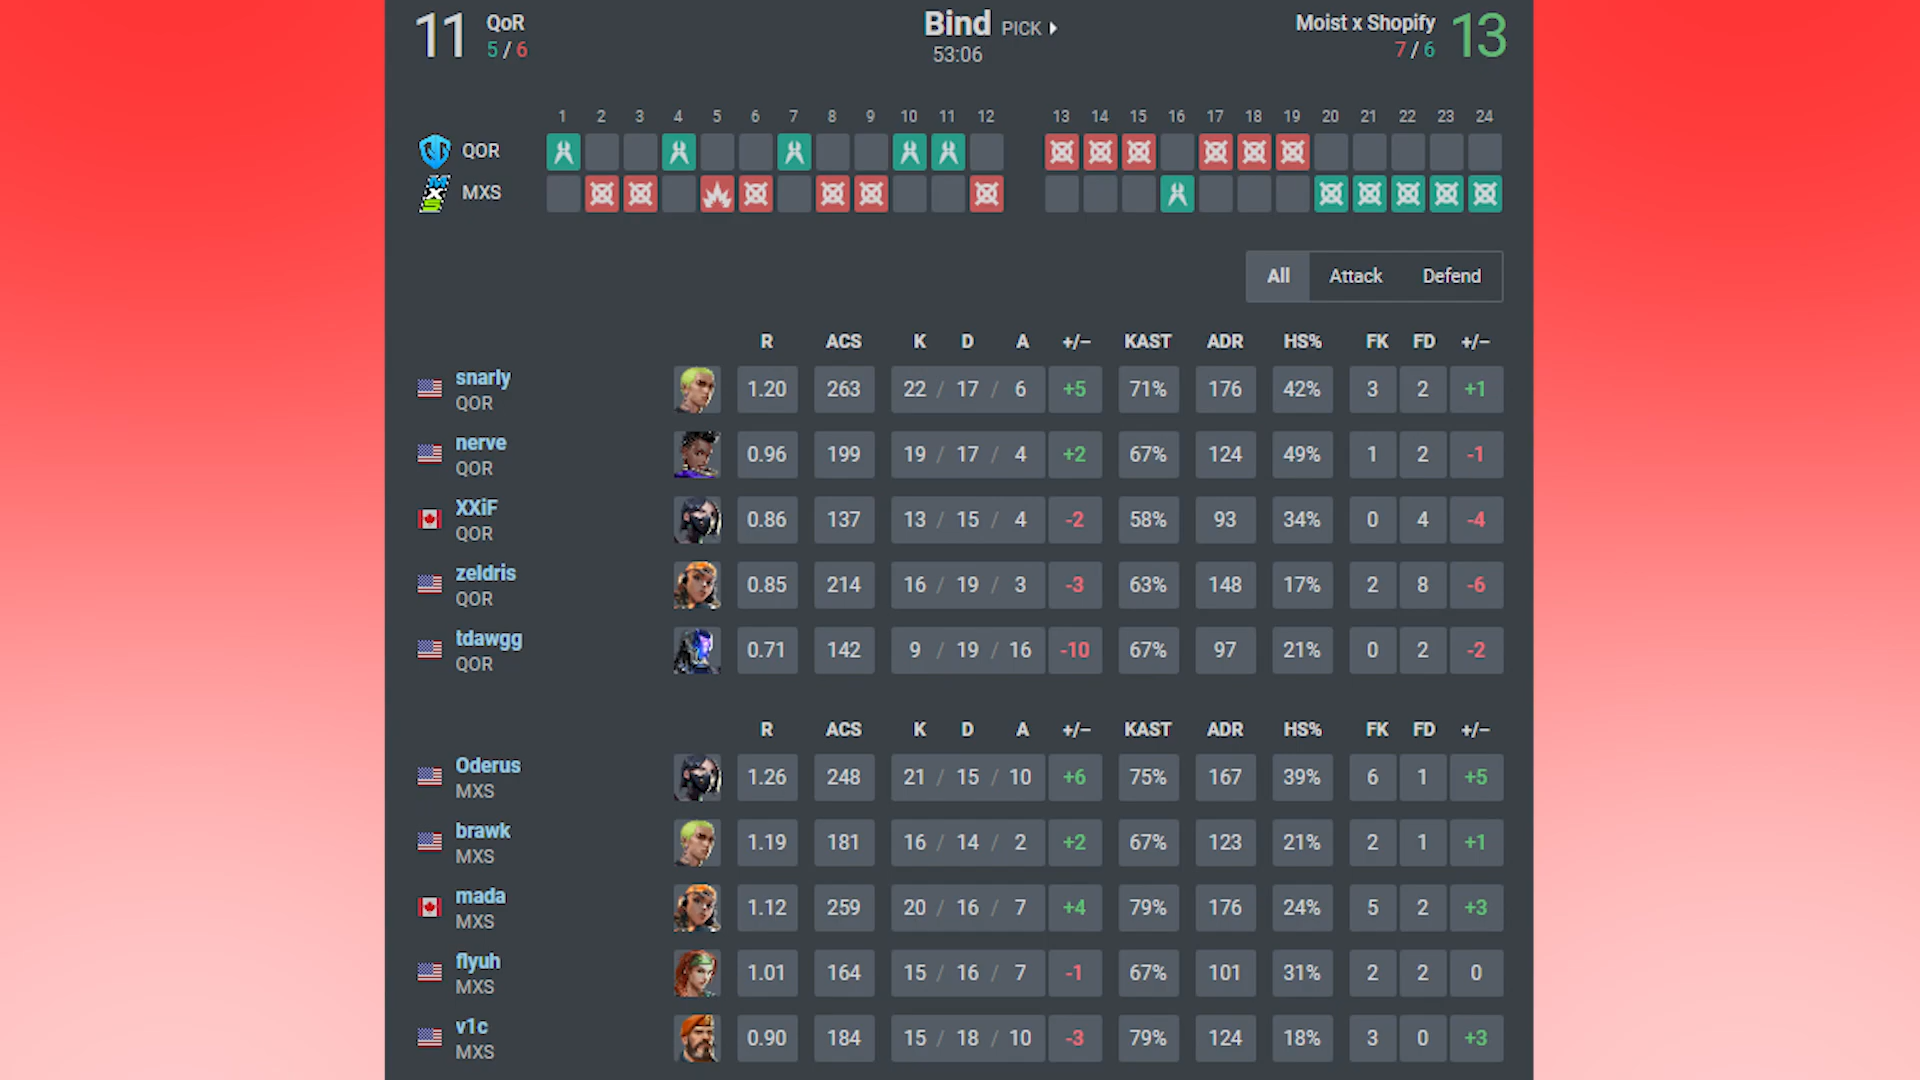 11 QoR 5 / 6 Bind PICK 53:06 Moist x Shopify 7 / 6 13
1 2 3 4 5 6 7 8 9 10 11 12 13 14 15 16 17 18 19 20 21 22 23 24
QOR
MXS
All Attack Defend
R ACS K D A +/– KAST ADR HS% FK FD +/–
snarly QOR 1.20 263 22 / 17 / 6 +5 71% 176 42% 3 2 +1
nerve QOR 0.96 199 19 / 17 / 4 +2 67% 124 49% 1 2 -1
XXiF QOR 0.86 137 13 / 15 / 4 -2 58% 93 34% 0 4 -4
zeldris QOR 0.85 214 16 / 19 / 3 -3 63% 148 17% 2 8 -6
tdawgg QOR 0.71 142 9 / 19 / 16 -10 67% 97 21% 0 2 -2
R ACS K D A +/– KAST ADR HS% FK FD +/–
Oderus MXS 1.26 248 21 / 15 / 10 +6 75% 167 39% 6 1 +5
brawk MXS 1.19 181 16 / 14 / 2 +2 67% 123 21% 2 1 +1
mada MXS 1.12 259 20 / 16 / 7 +4 79% 176 24% 5 2 +3
flyuh MXS 1.01 164 15 / 16 / 7 -1 67% 101 31% 2 2 0
v1c MXS 0.90 184 15 / 18 / 10 -3 79% 124 18% 3 0 +3